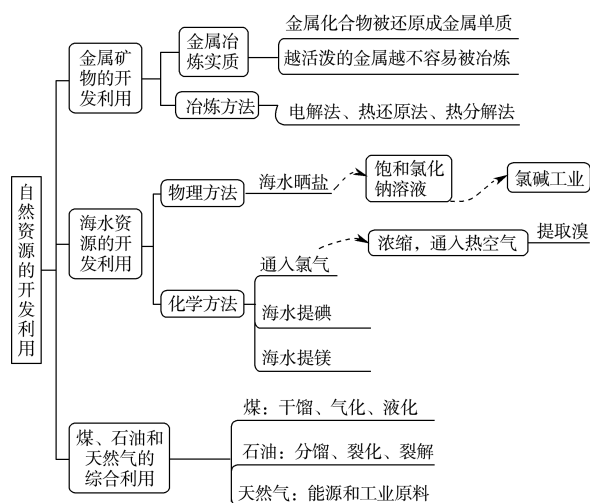 自然资源的开发利用
金属矿
物的开
发利用
金属冶
炼实质
金属化合物被还原成金属单质
越活泼的金属越不容易被冶炼
冶炼方法
电解法、热还原法、热分解法
海水资
源的开
发利用
物理方法
海水晒盐
饱和氯化
钠溶液
氯碱工业
化学方法
通入氯气
浓缩，通入热空气
提取溴
海水提碘
海水提镁
煤、石油和
天然气的
综合利用
煤：干馏、气化、液化
石油：分馏、裂化、裂解
天然气：能源和工业原料